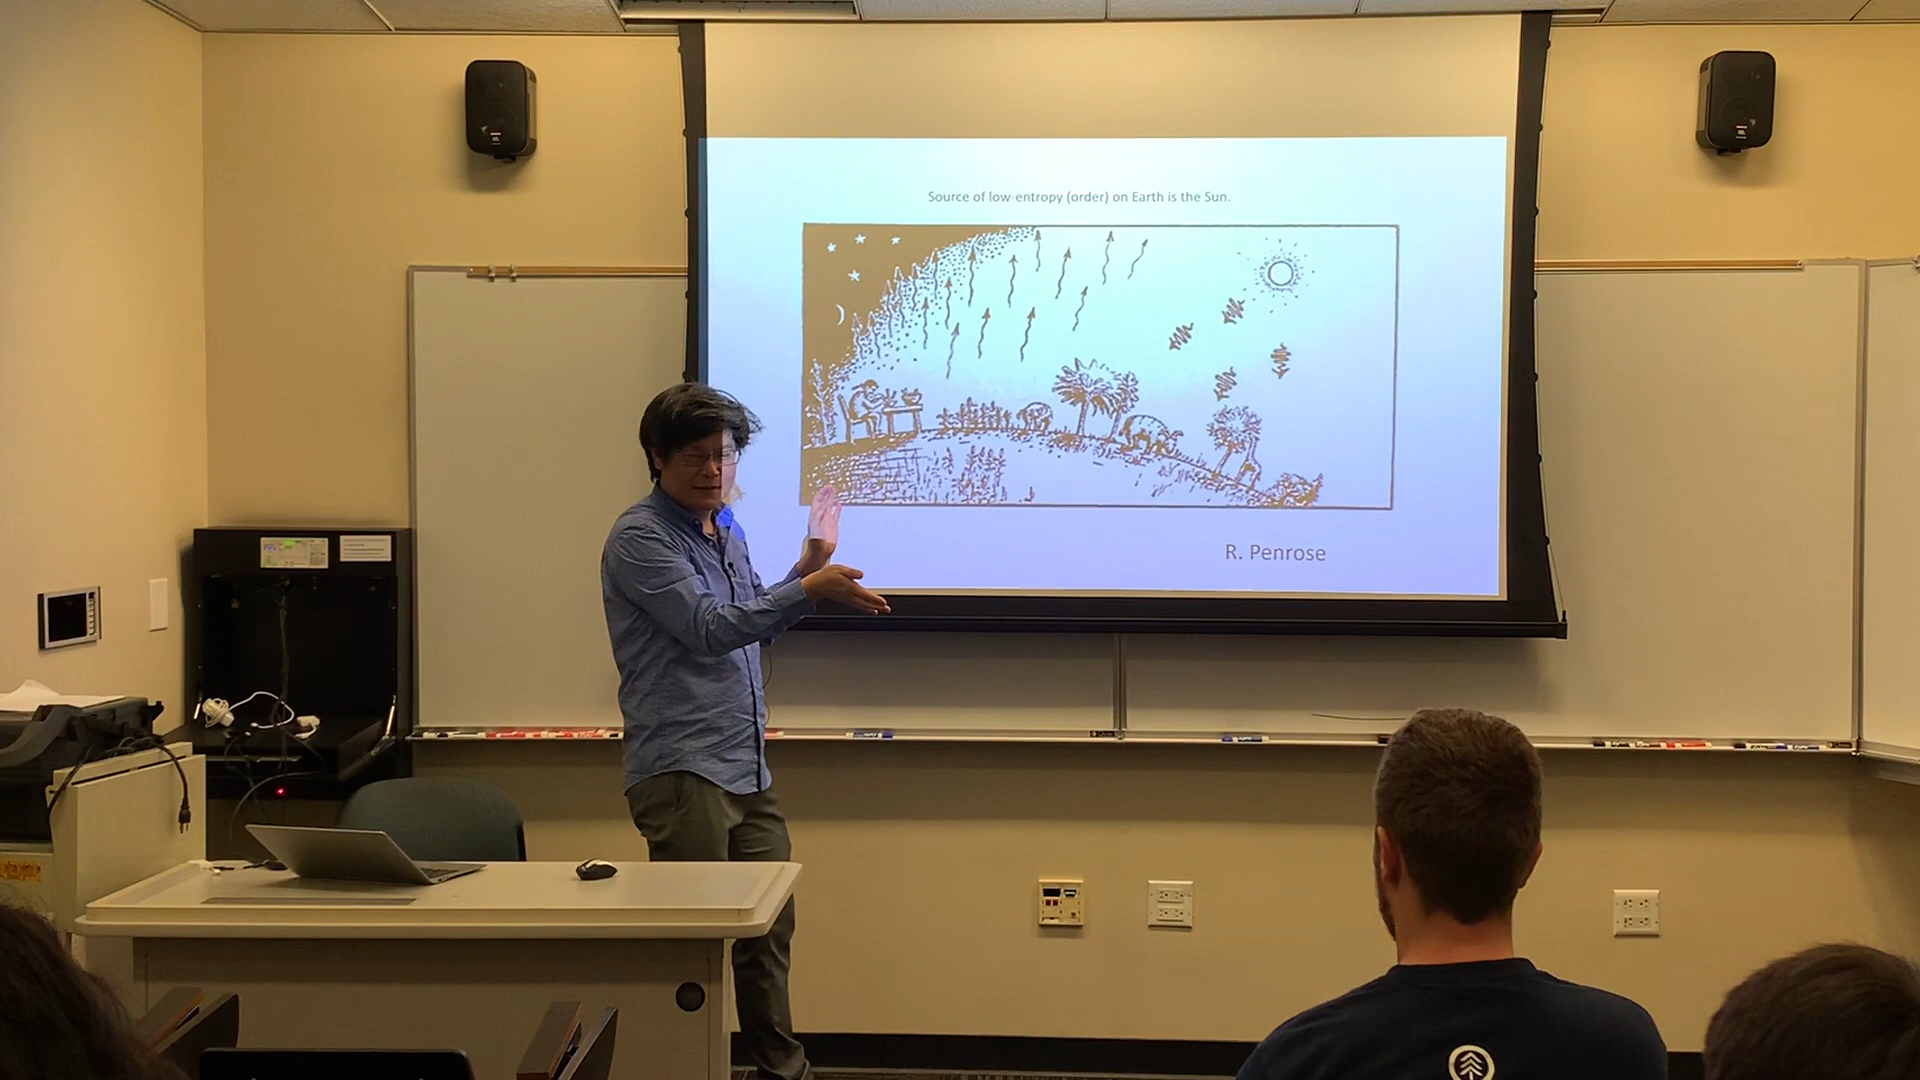 Source of low-entropy (order) on Earth is the Sun.
R. Penrose